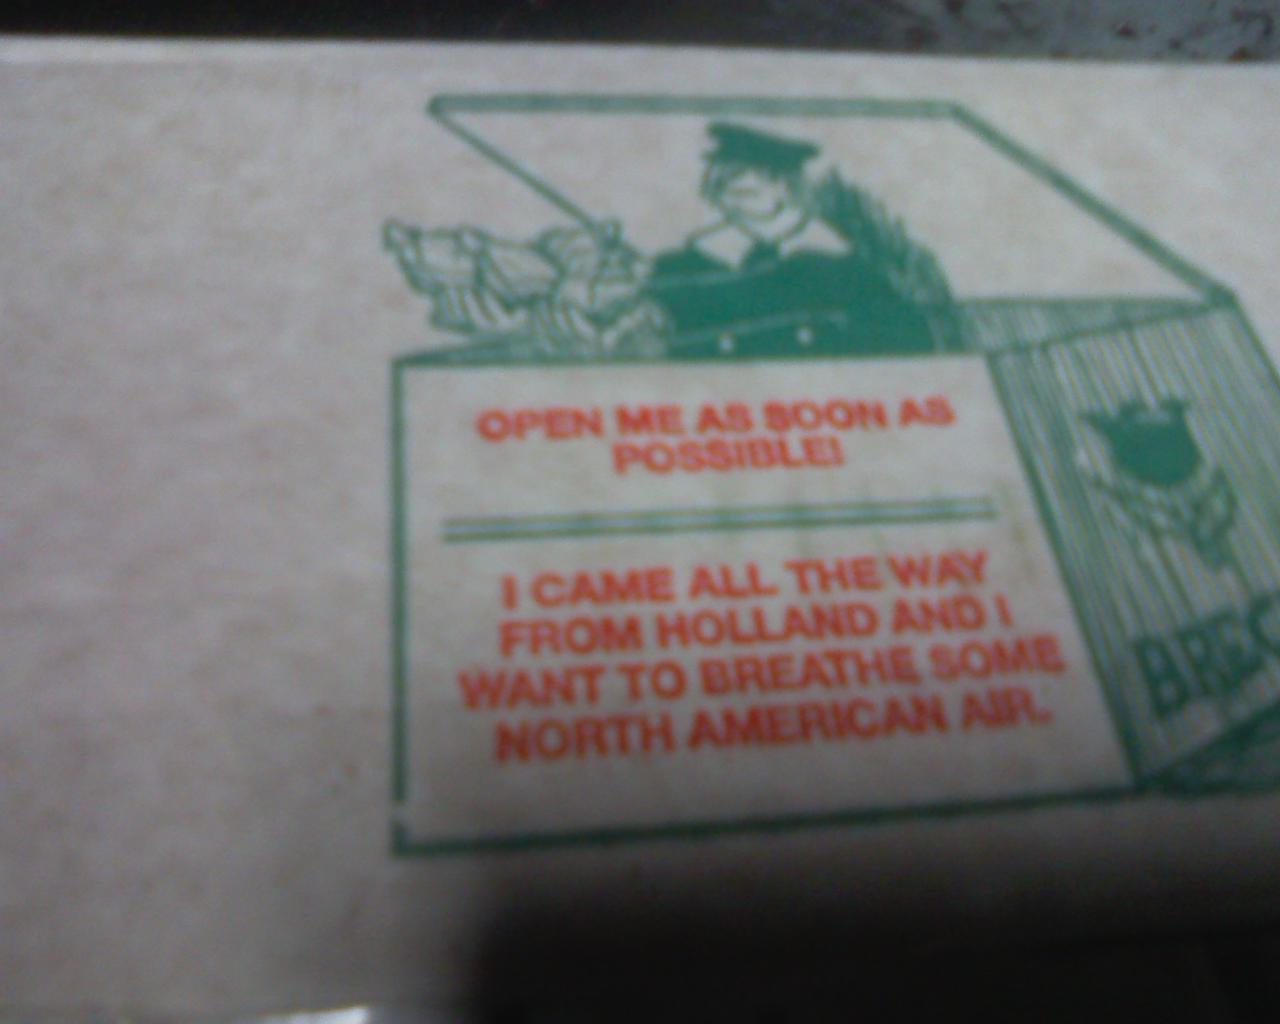 OPEN ME AS SOON AS
POSSIBLE!
I CAME ALL THE WAY
FROM HOLLAND AND I
WANT TO BREATHE SOME
NORTH AMERICAN AIR.
BREC